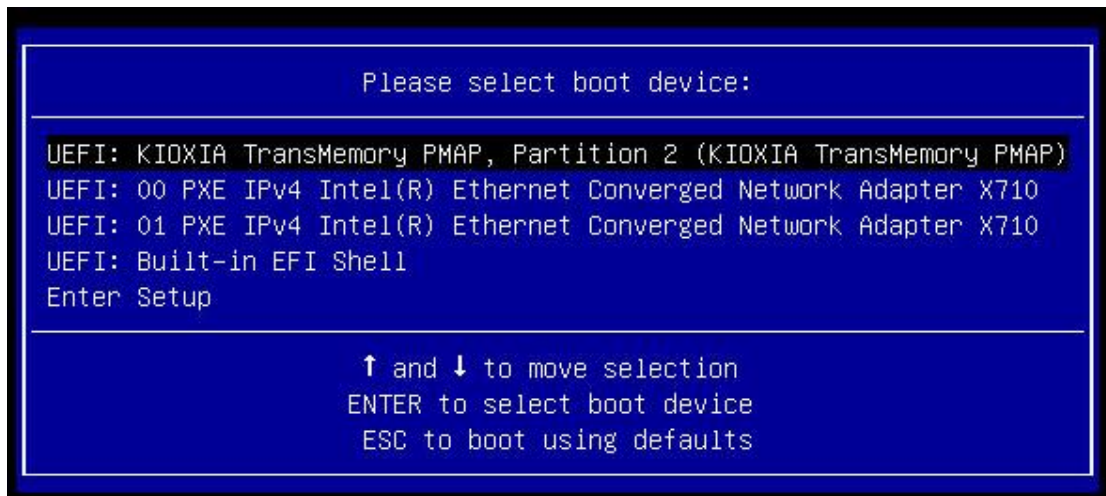 Please select boot device:
UEFI: KIOXIA TransMemory PMAP, Partition 2 (KIOXIA TransMemory PMAP)
UEFI: 00 PXE IPv4 Intel(R) Ethernet Converged Network Adapter X710
UEFI: 01 PXE IPv4 Intel(R) Ethernet Converged Network Adapter X710
UEFI: Built-in EFI Shell
Enter Setup
↑ and ↓ to move selection
ENTER to select boot device
ESC to boot using defaults